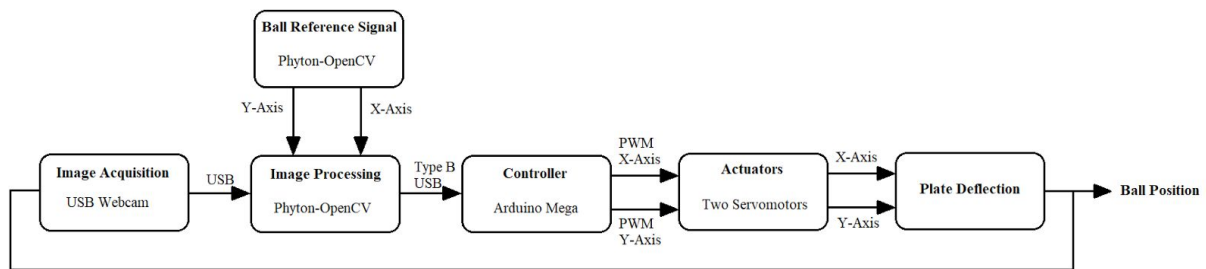 Ball Reference Signal
Phyton-OpenCV
Y-Axis
X-Axis
Image Acquisition
USB Webcam
USB
Image Processing
Phyton-OpenCV
Type B
USB
Controller
Arduino Mega
PWM
X-Axis
PWM
Y-Axis
Actuators
Two Servomotors
X-Axis
Y-Axis
Plate Deflection
Ball Position